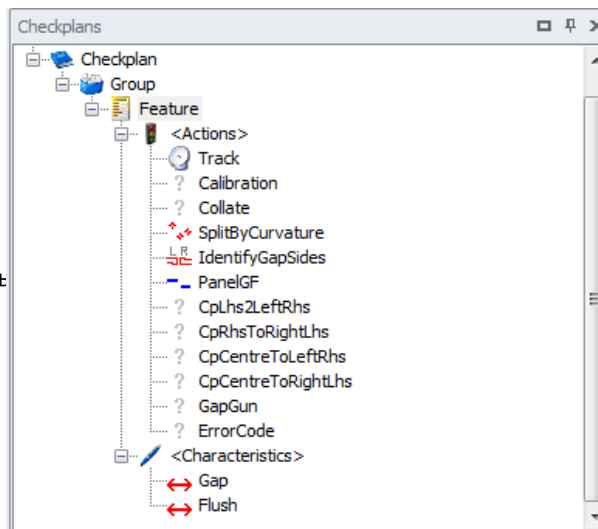 Checkplans
Checkplan
Group
Feature
<Actions>
Track
? Calibration
? Collate
SplitByCurvature
L R IdentifyGapSides
PanelGF
? CpLhs2LeftRhs
? CpRhsToRightLhs
? CpCentreToLeftRhs
? CpCentreToRightLhs
? GapGun
? ErrorCode
<Characteristics>
Gap
Flush